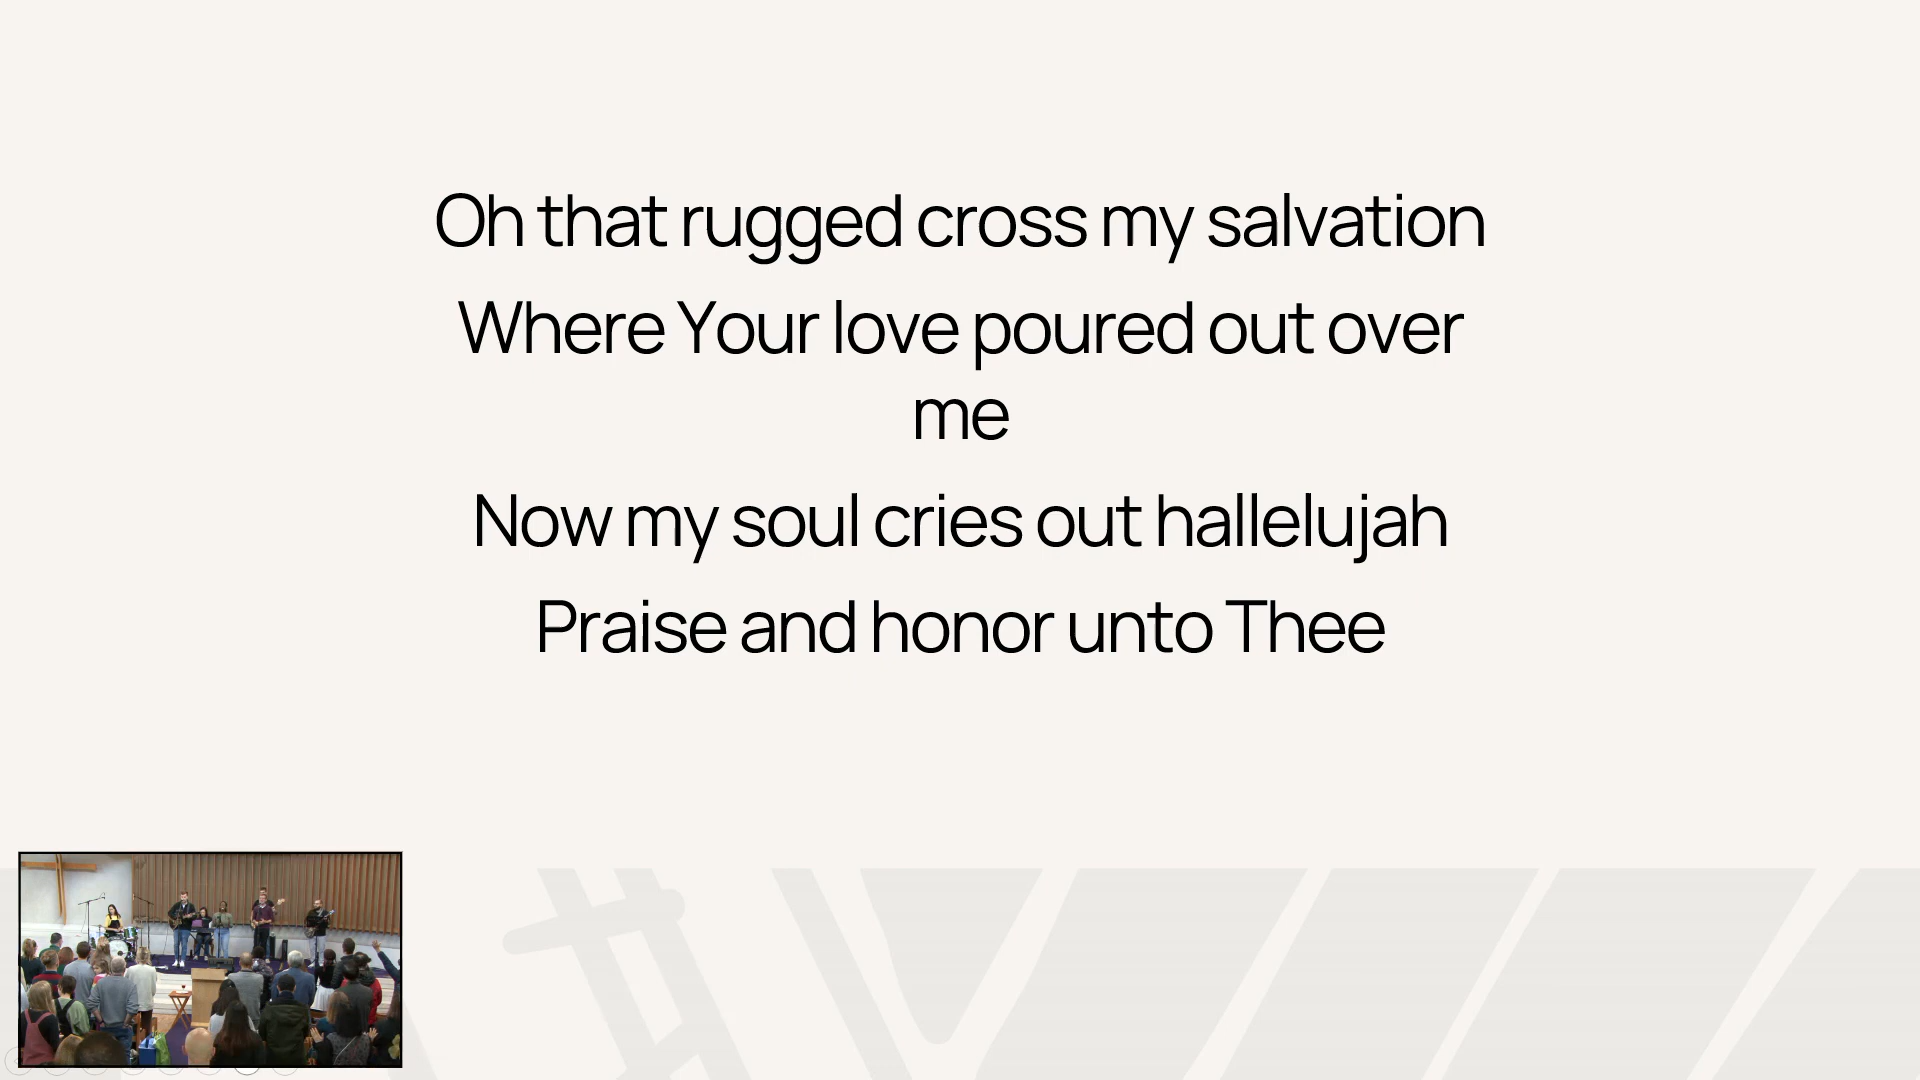 Oh that rugged cross my salvation
Where Your love poured out over
me
Now my soul cries out hallelujah
Praise and honor unto Thee